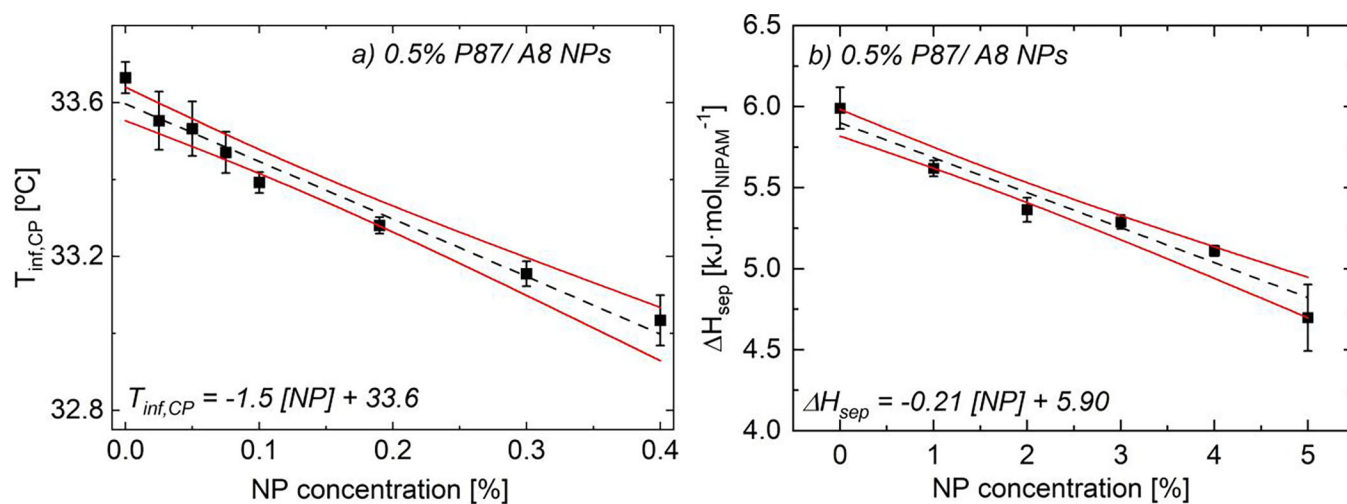 a) 0.5% P87/ A8 NPs
33.6
33.2
32.8
T_inf,CP [ºC]
T_inf,CP = -1.5 [NP] + 33.6
0.0 0.1 0.2 0.3 0.4
NP concentration [%]
b) 0.5% P87/ A8 NPs
6.5
6.0
5.5
5.0
4.5
4.0
ΔH_sep [kJ·mol_NIPAM^-1]
ΔH_sep = -0.21 [NP] + 5.90
0 1 2 3 4 5
NP concentration [%]